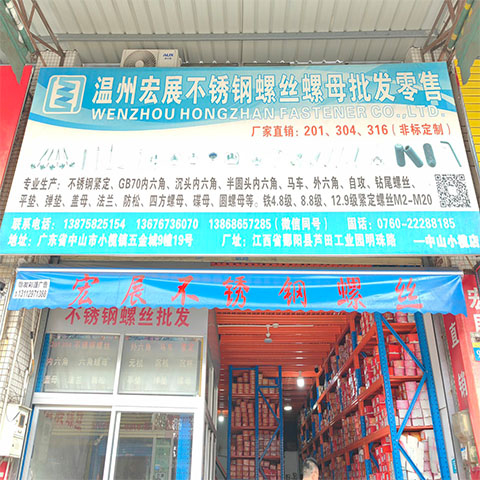 温州宏展不锈钢螺丝螺母批发零售
WENZHOU HONGZHAN FASTENER CO.,LTD.
厂家直销：201、304、316（非标定制）
专业生产：不锈钢紧定、GB70内六角、沉头内六角、半圆头内六角、马车、外六角、自攻、钻尾螺丝、
平垫、弹垫、盖母、法兰、防松、四方螺母、碟母、圆螺母等。铁4.8级、8.8级、12.9级紧定螺丝M2-M20
联系电话：13875825154 13676736070 13868657285（微信同号） 固话：0760-22288185
地址：广东省中山市小榄镇五金城9幢19号 厂址：江西省鄱阳县芦田工业园明珠路 一中山小榄店
宏展不锈钢螺丝
13112971388
不锈钢螺丝批发
内六角 六角螺母